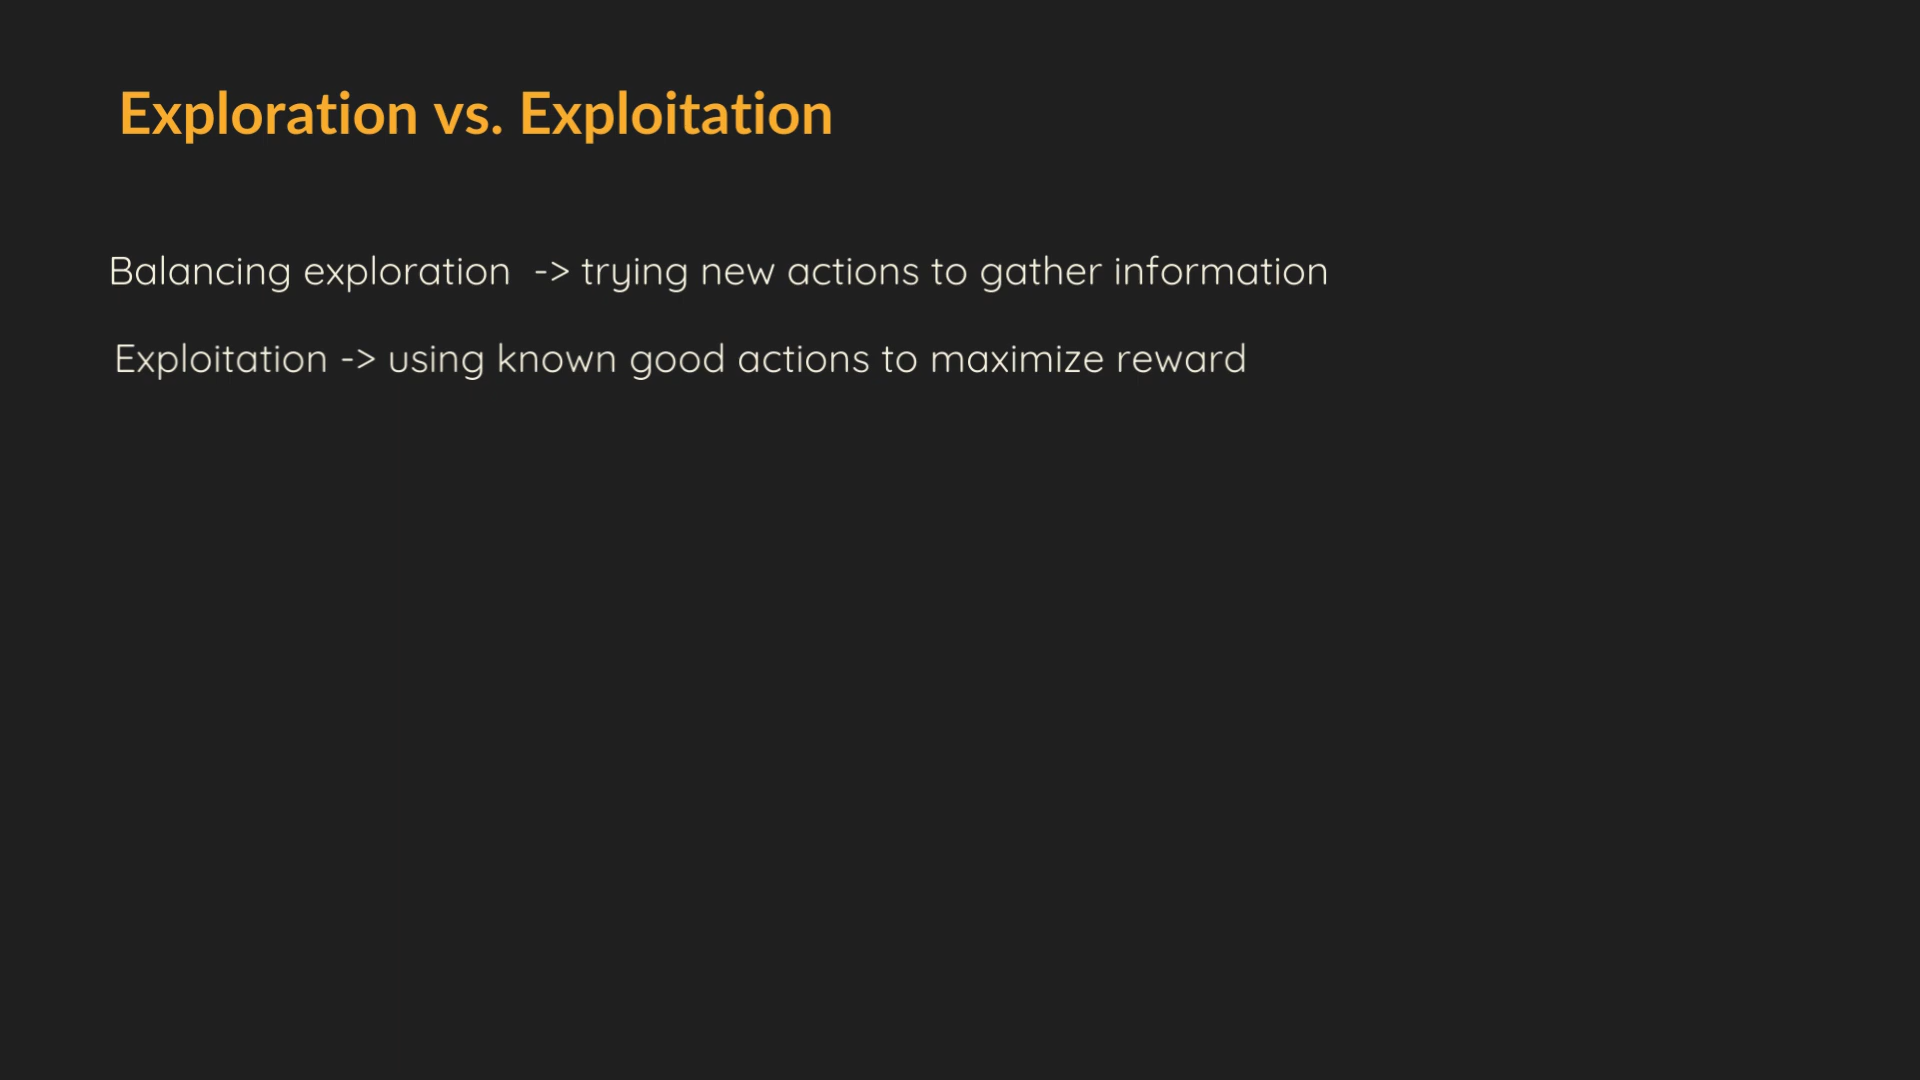 Exploration vs. Exploitation
Balancing exploration  -> trying new actions to gather information
Exploitation -> using known good actions to maximize reward